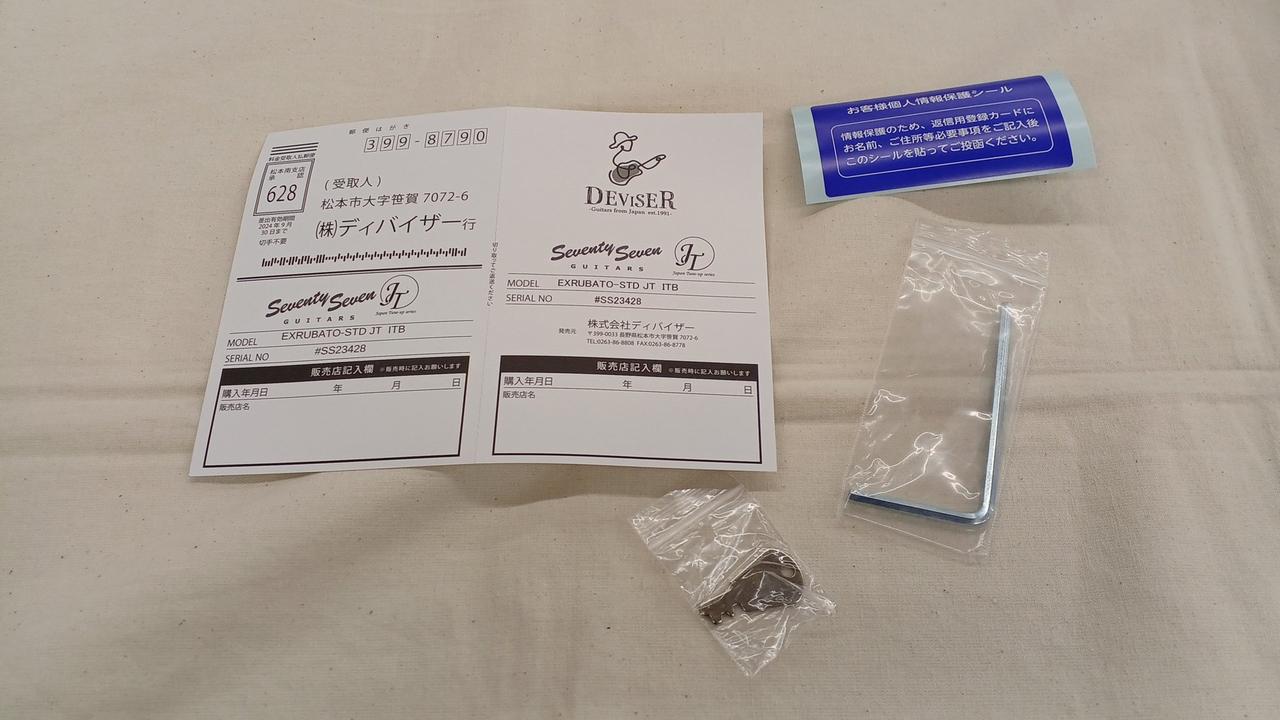 郵便はがき
399-8790
料金受取人払郵便
松本南支店
承認
628
差出有効期間
2024年9月
30日まで
切手不要
(受取人)
松本市大字笹賀 7072-6
(株)ディバイザー行
Seventy Seven
GUITARS
JT
Japan Tune-up series
MODEL EXRUBATO-STD JT ITB
SERIAL NO #SS23428
販売店記入欄 ※販売時に記入お願いします
購入年月日 年 月 日
販売店名
切り取ってご返送ください
DEVISER
-Guitars from Japan est.1991-
Seventy Seven
GUITARS
JT
Japan Tune-up series
MODEL EXRUBATO-STD JT ITB
SERIAL NO #SS23428
発売元 株式会社ディバイザー
〒399-0033 長野県松本市大字笹賀 7072-6
TEL:0263-86-8808 FAX:0263-86-8778
販売店記入欄 ※販売時に記入お願いします
購入年月日 年 月 日
販売店名
お客様個人情報保護シール
情報保護のため、返信用登録カードに
お名前、ご住所等必要事項をご記入後
このシールを貼ってご投函ください。